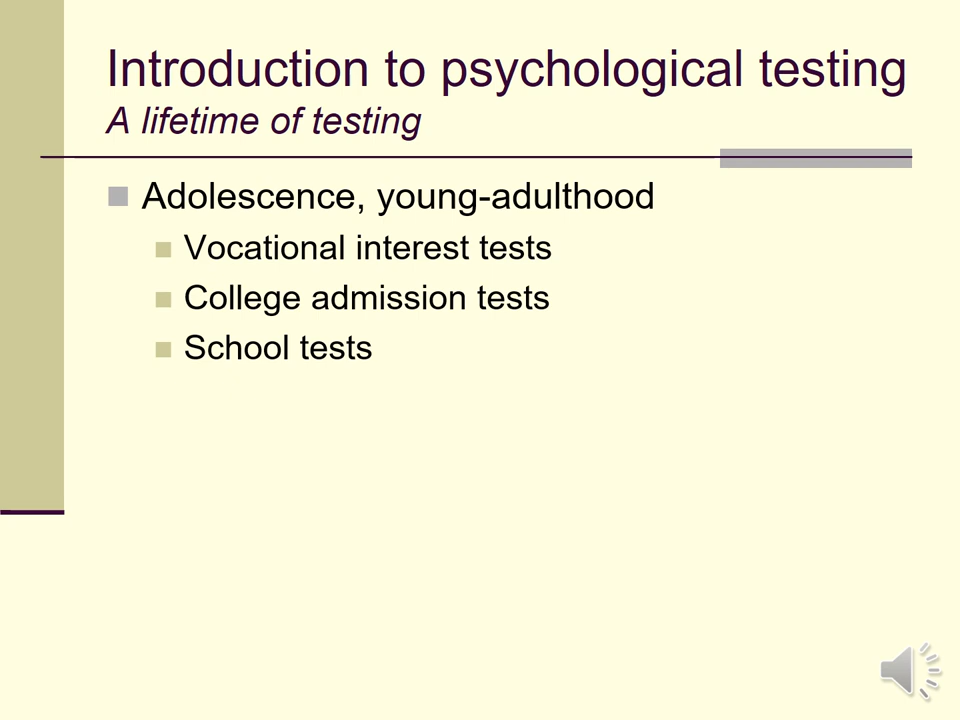 Introduction to psychological testing
A lifetime of testing
Adolescence, young-adulthood
Vocational interest tests
College admission tests
School tests